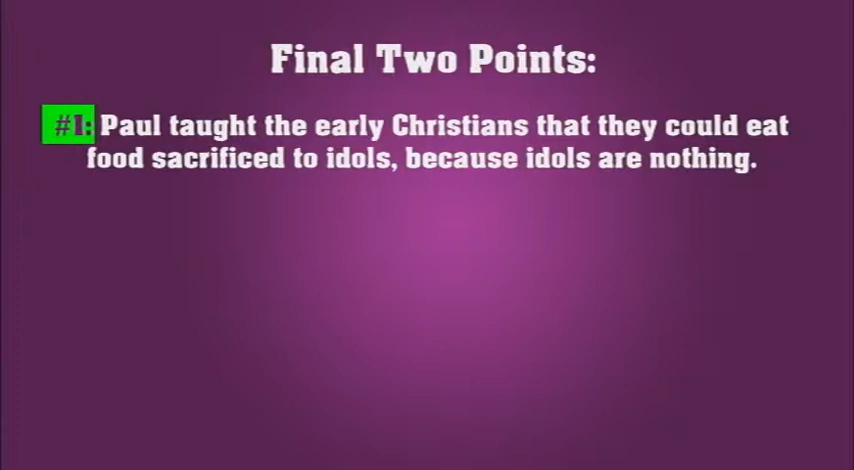 Final Two Points:
#1: Paul taught the early Christians that they could eat
food sacrificed to idols, because idols are nothing.